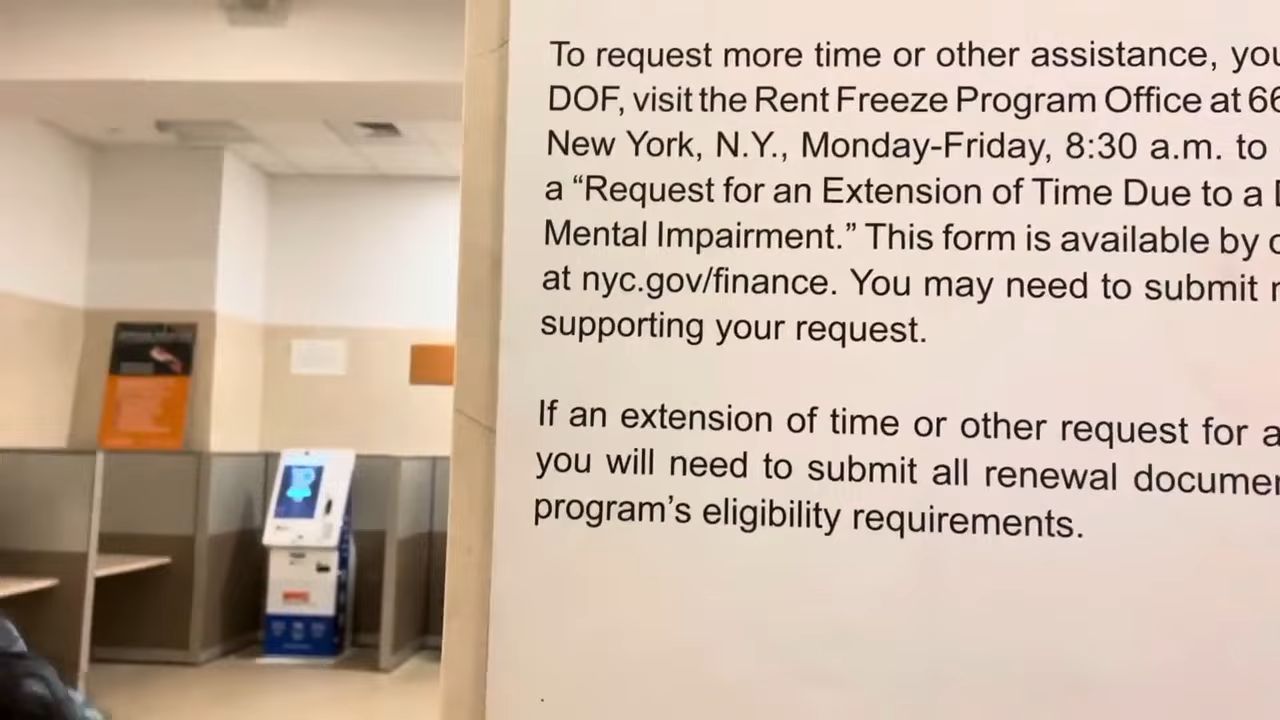 To request more time or other assistance, you
DOF, visit the Rent Freeze Program Office at 66
New York, N.Y., Monday-Friday, 8:30 a.m. to
a “Request for an Extension of Time Due to a
Mental Impairment.” This form is available by
at nyc.gov/finance. You may need to submit
supporting your request.
If an extension of time or other request for a
you will need to submit all renewal
program’s eligibility requirements.